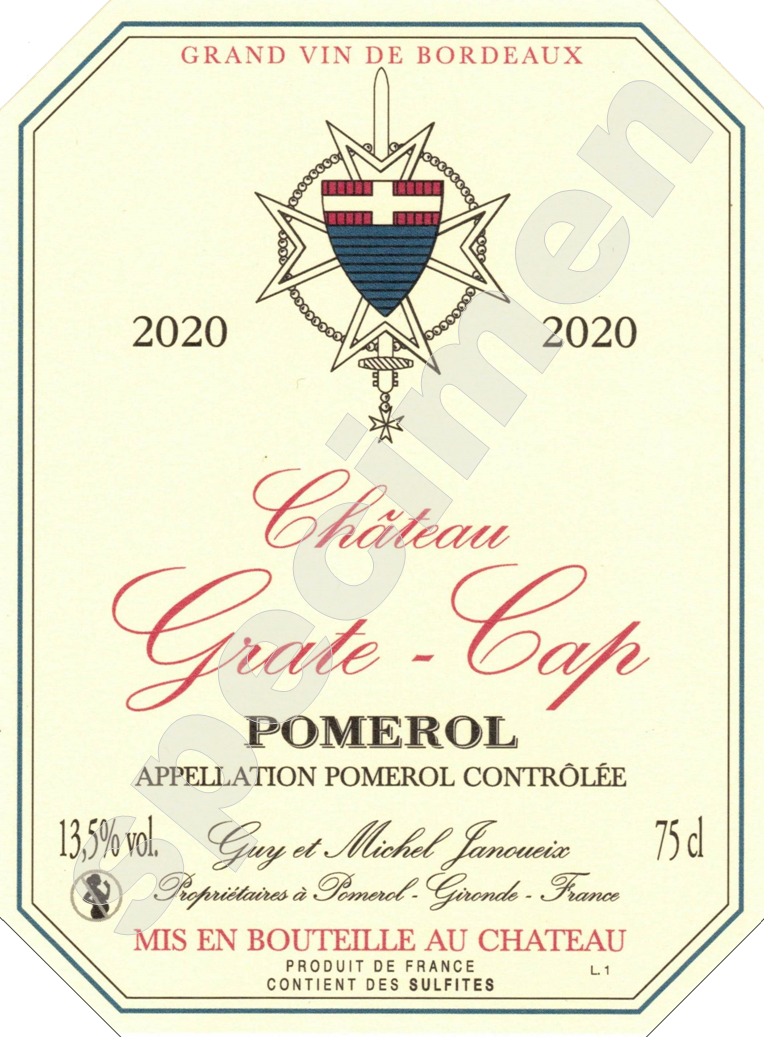 GRAND VIN DE BORDEAUX
2020 2020
Château
Grate - Cap
POMEROL
APPELLATION POMEROL CONTRÔLÉE
13,5% vol. Guy et Michel Janoueix 75 cl
Propriétaires à Pomerol - Gironde - France
MIS EN BOUTEILLE AU CHATEAU
PRODUIT DE FRANCE L. 1
CONTIENT DES SULFITES
specimen